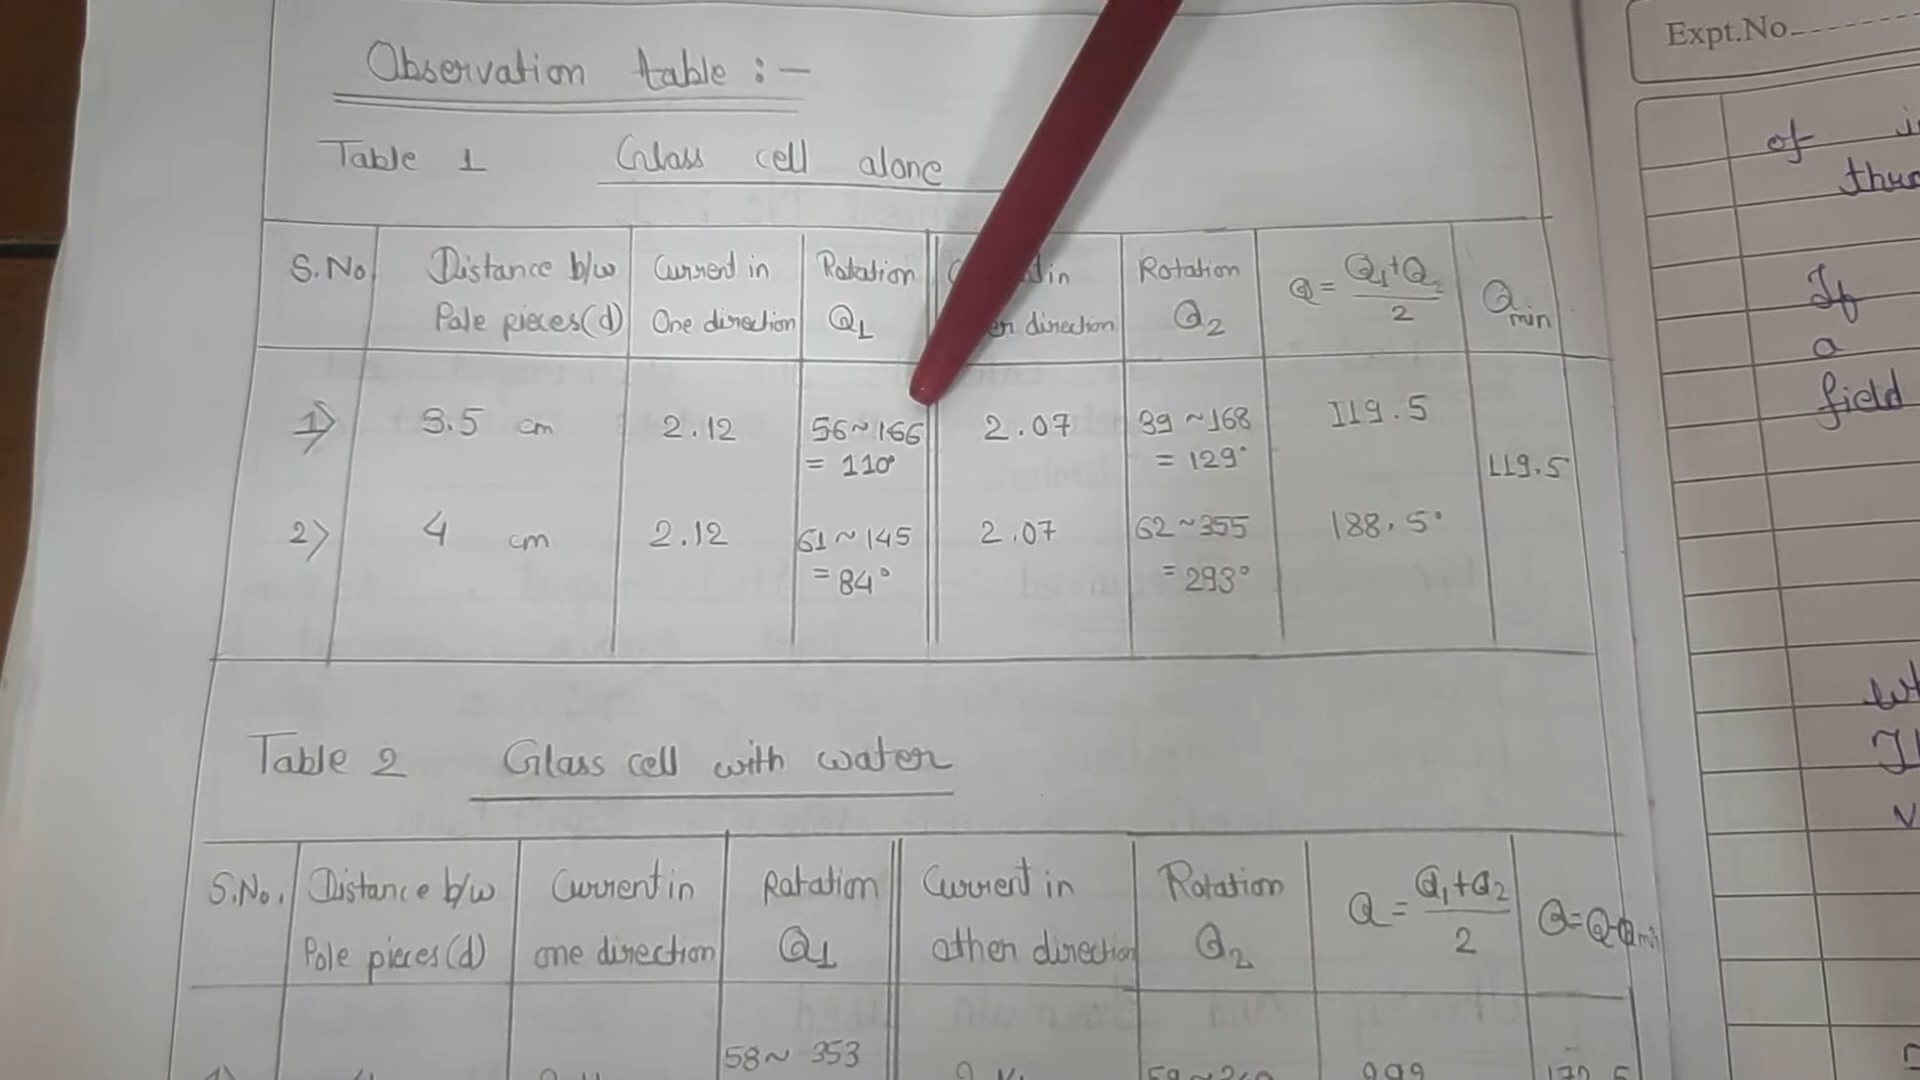 Observation table :-
Table 1 Glass cell alone
S.No Distance b/w Pole pieces(d) Current in One direction Rotation Q1 in direction Rotation Q2 Q = Q1+Q2/2 Qmin
1) 3.5 cm 2.12 56~166 = 110° 2.07 39~168 = 129° 119.5 119.5
2) 4 cm 2.12 61~145 = 84° 2.07 62~355 = 293° 188.5°
Table 2 Glass cell with water
S.No. Distance b/w Pole pieces(d) Current in one direction Rotation Q1 Current in other direction Rotation Q2 Q = Q1+Q2/2 Q=Q-Qmin
58~ 353
Expt.No
of
thus
If
a
field